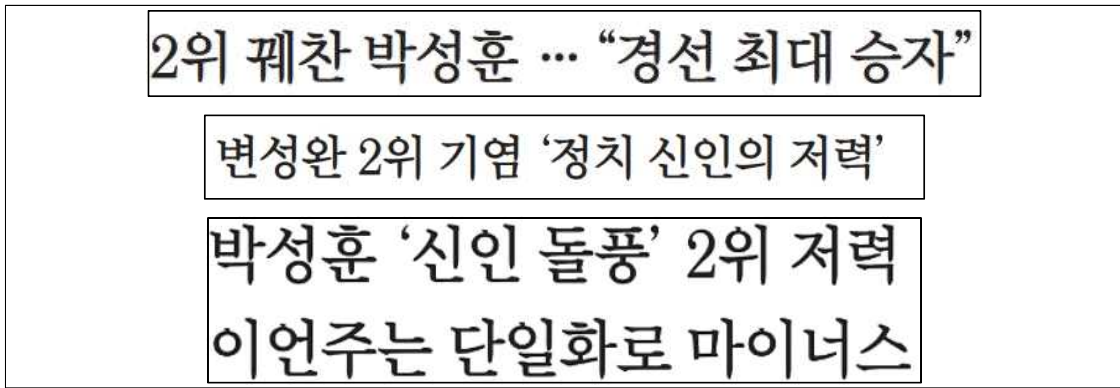 2위 꿰찬 박성훈 … “경선 최대 승자”
변성완 2위 기염 ‘정치 신인의 저력’
박성훈 ‘신인 돌풍’ 2위 저력
이언주는 단일화로 마이너스